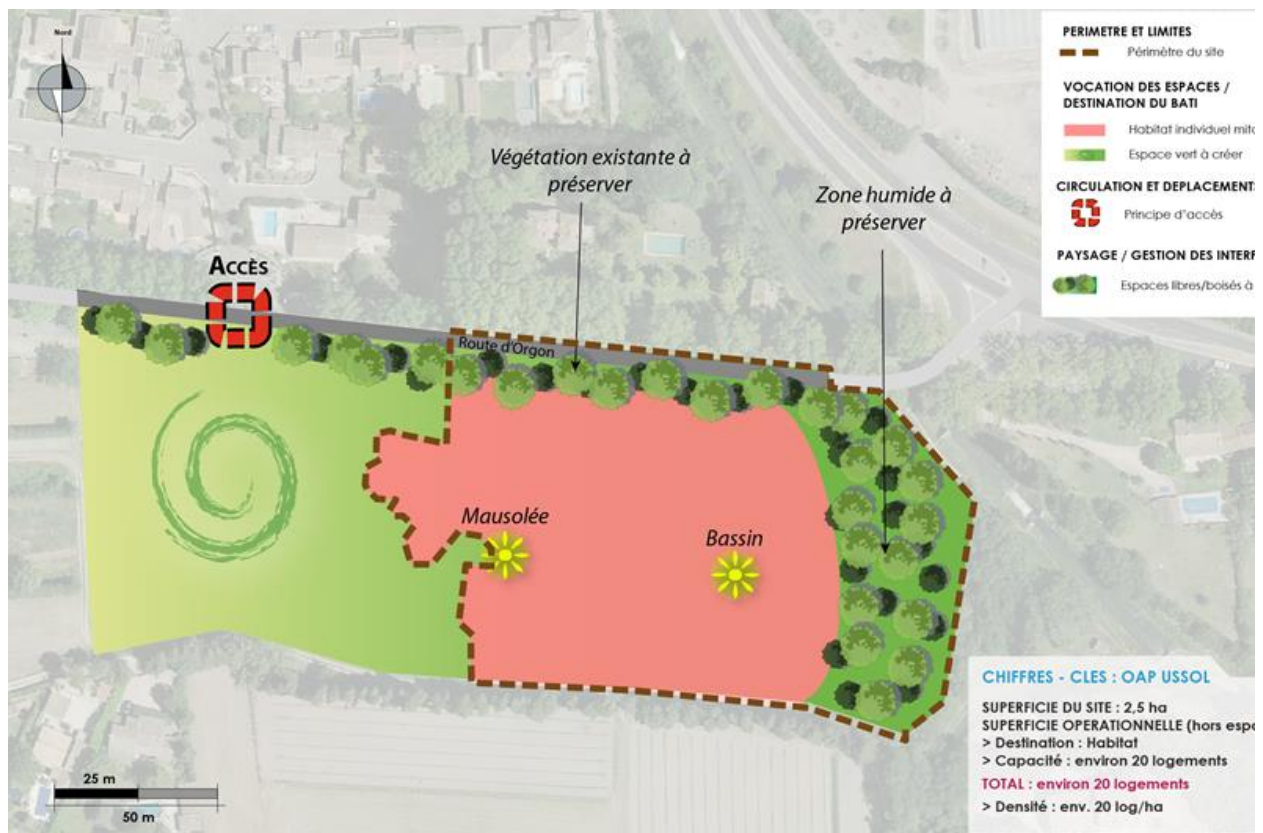 Nord
Végétation existante à
préserver
Zone humide à
préserver
ACCÈS
Route d'Orgon
Mausolée
Bassin
25 m
50 m
PERIMETRE ET LIMITES
Périmètre du site
VOCATION DES ESPACES /
DESTINATION DU BATI
Habitat individuel mito
Espace vert à créer
CIRCULATION ET DEPLACEMENTS
Principe d'accès
PAYSAGE / GESTION DES INTERF
Espaces libres/boisés à
CHIFFRES - CLES : OAP USSOL
SUPERFICIE DU SITE : 2,5 ha
SUPERFICIE OPERATIONNELLE (hors espa
> Destination : Habitat
> Capacité : environ 20 logements
TOTAL : environ 20 logements
> Densité : env. 20 log/ha